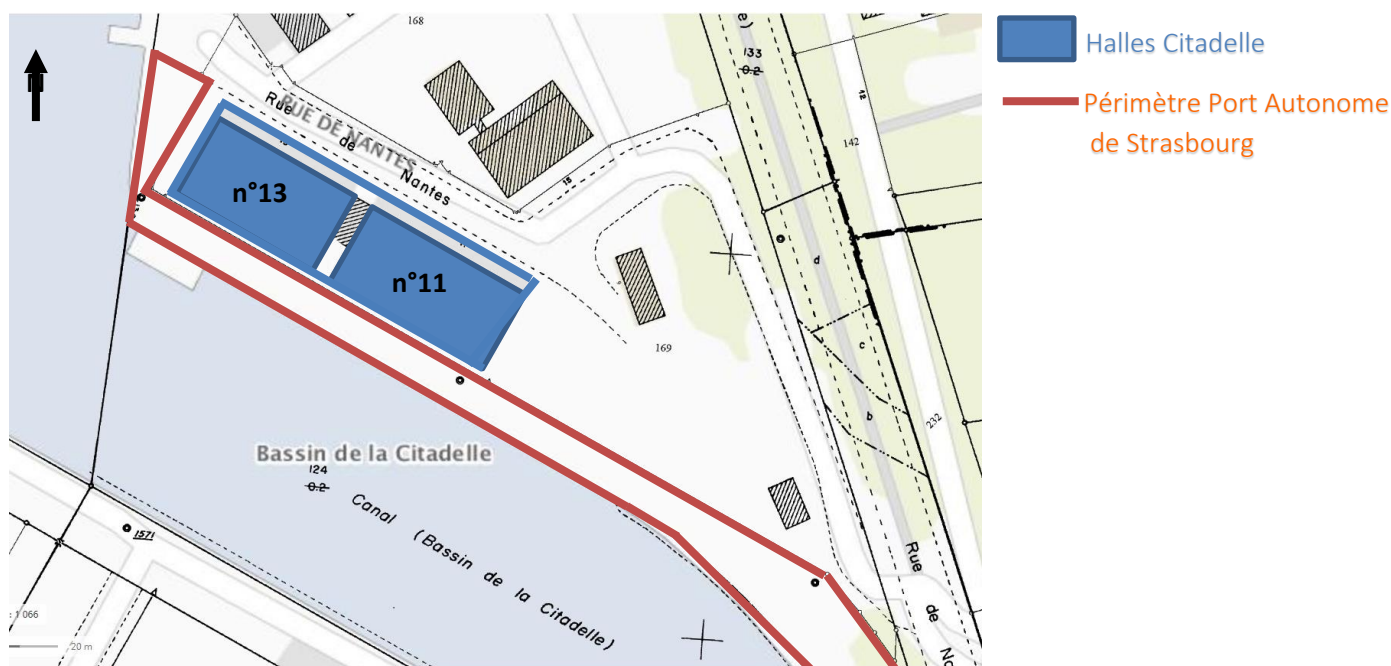 168
133
0.2
12
142
RUE DE NANTES
Rue de Nantes
n°13
n°11
18
169
d
c
b
232
Bassin de la Citadelle
124
0.2
Canal (Bassin de la Citadelle)
1571
A
Rue de
: 1 066
20 m
Halles Citadelle
Périmètre Port Autonome
de Strasbourg